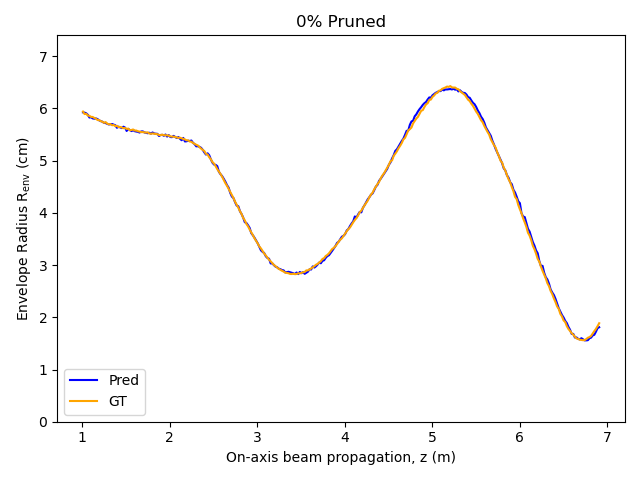 0% Pruned
Envelope Radius R_env (cm)
7
6
5
4
3
2
1
0
Pred
GT
1 2 3 4 5 6 7
On-axis beam propagation, z (m)